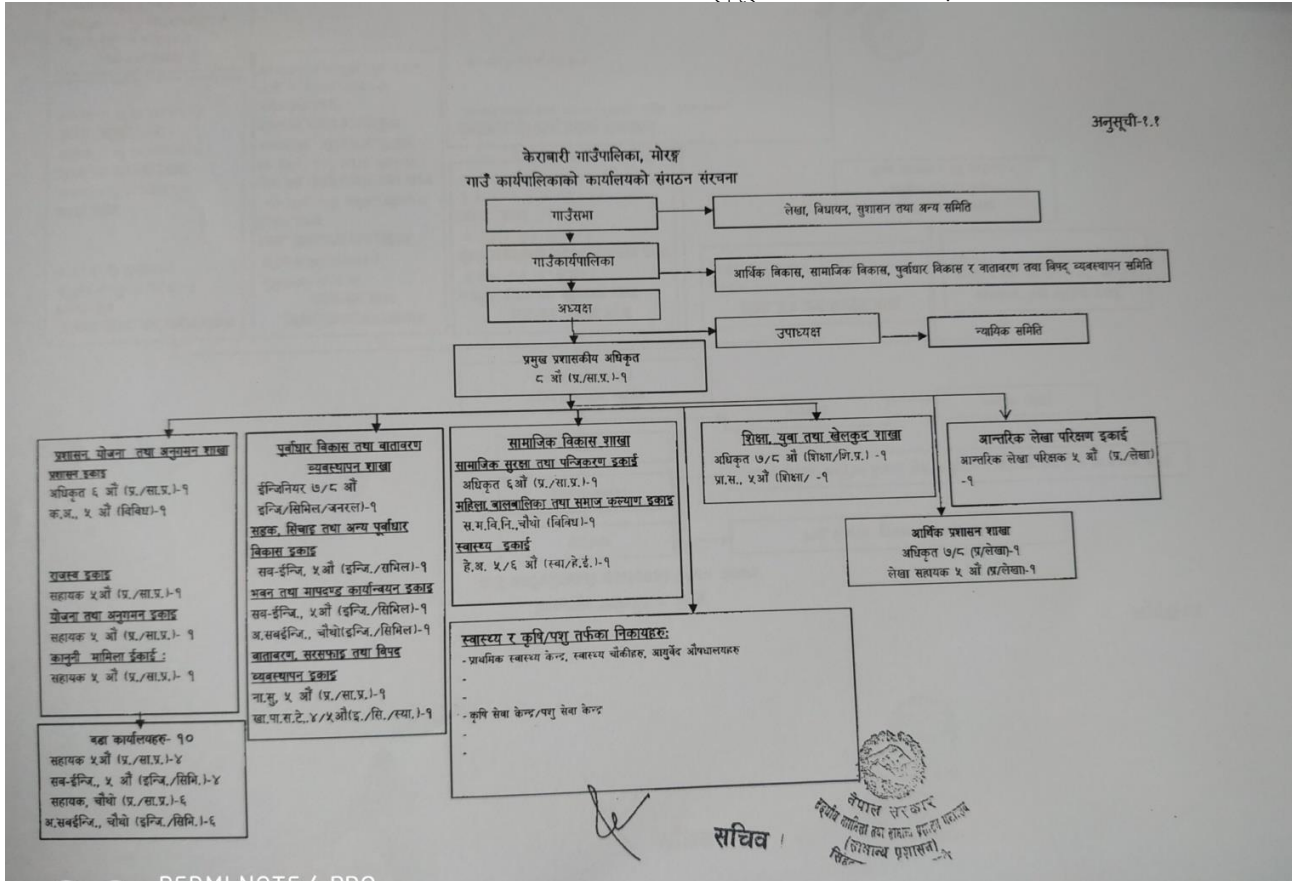 अनुसूची-१.१
केराबारी गाउँपालिका, मोरङ्ग
गाउँ कार्यपालिकाको कार्यालयको संगठन संरचना
गाउँसभा
लेखा, विधायन, सुशासन तथा अन्य समिति
गाउँकार्यपालिका
आर्थिक विकास, सामाजिक विकास, पुर्वाधार विकास र वातावरण तथा विपद् व्यवस्थापन समिति
अध्यक्ष
उपाध्यक्ष
न्यायिक समिति
प्रमुख प्रशासकीय अधिकृत
८ औं (प्र./सा.प्र.)-१
प्रशासन, योजना तथा अनुगमन शाखा
प्रशासन इकाइ
अधिकृत ६ औं (प्र./सा.प्र.)-१
क.अ., ५ औं (विविध)-१
राजस्व इकाइ
सहायक ५औं (प्र./सा.प्र.)-१
योजना तथा अनुगमन इकाइ
सहायक ५ औं (प्र./सा.प्र.)- १
कानुनी मामिला ईकाई :
सहायक ५ औं (प्र./सा.प्र.)- १
वडा कार्यालयहरु- १०
सहायक ५औं (प्र./सा.प्र.)-४
सब-ईन्जि., ५ औं (इन्जि./सिभि.)-४
सहायक, चौथो (प्र./सा.प्र.)-६
अ.सबईन्जि., चौथो (इन्जि./सिभि.)-६
पूर्वाधार विकास तथा वातावरण
व्यवस्थापन शाखा
ईन्जिनियर ७/८ औं
इन्जि/सिभिल/जनरल)-१
सडक, सिंचाइ तथा अन्य पूर्वाधार
विकास इकाइ
सब-ईन्जि, ५औं (इन्जि./सभिल)-१
भवन तथा मापदण्ड कार्यान्वयन इकाइ
सव-ईन्जि., ५औं (इन्जि./सिभिल)-१
अ.सबईन्जि., चौथो(इन्जि./सिभिल)-१
वातावरण, सरसफाइ तथा विपद
व्यवस्थापन इकाइ
ना.सु, ५ औं (प्र./सा.प्र.)-१
खा.पा.स.टे.,४/५औं(इ./सि./स्या.)-१
सामाजिक विकास शाखा
सामाजिक सुरक्षा तथा पन्जिकरण इकाई
अधिकृत ६औं (प्र./सा.प्र.)-१
महिला, बालबालिका तथा समाज कल्याण इकाइ
स.म.वि.नि.,चौथो (विविध)-१
स्वास्थ्य इकाई
हे.अ. ५/६ औं (स्वा/हे.ई.)-१
शिक्षा, युवा तथा खेलकुद शाखा
अधिकृत ७/८ औं (शिक्षा/शि.प्र.) -१
प्रा.स., ५औं (शिक्षा/ -१
आन्तरिक लेखा परिक्षण इकाई
आन्तरिक लेखा परिक्षक ५ औं (प्र./लेखा)
-१
आर्थिक प्रशासन शाखा
अधिकृत ७/८ (प्र/लेखा)-१
लेखा सहायक ५ औं (प्र/लेखा)-१
स्वास्थ्य र कृषि/पशु तर्फका निकायहरु:
- प्राथमिक स्वास्थ्य केन्द्र, स्वास्थ्य चौकीहरु, आयुर्वेद औषधालयहरु
-
-
- कृषि सेवा केन्द्र/पशु सेवा केन्द्र
-
-
सचिव
नेपाल सरकार
(सामान्य प्रशासन)